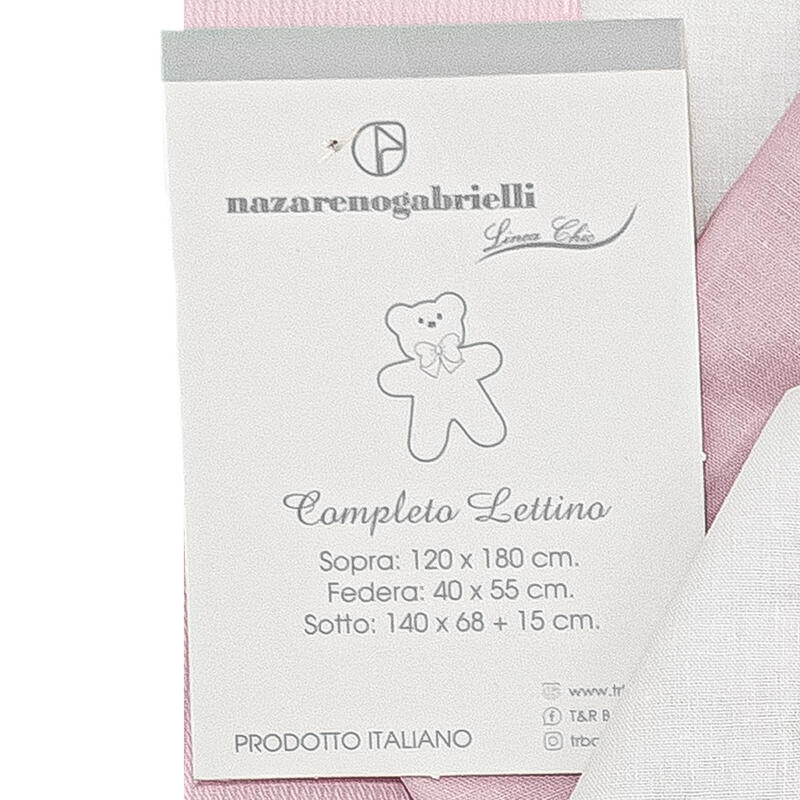 nazarenogabrielli
Linea Chic
Completo Lettino
Sopra: 120 x 180 cm.
Federa: 40 x 55 cm.
Sotto: 140 x 68 + 15 cm.
www.tr
T&R B
PRODOTTO ITALIANO